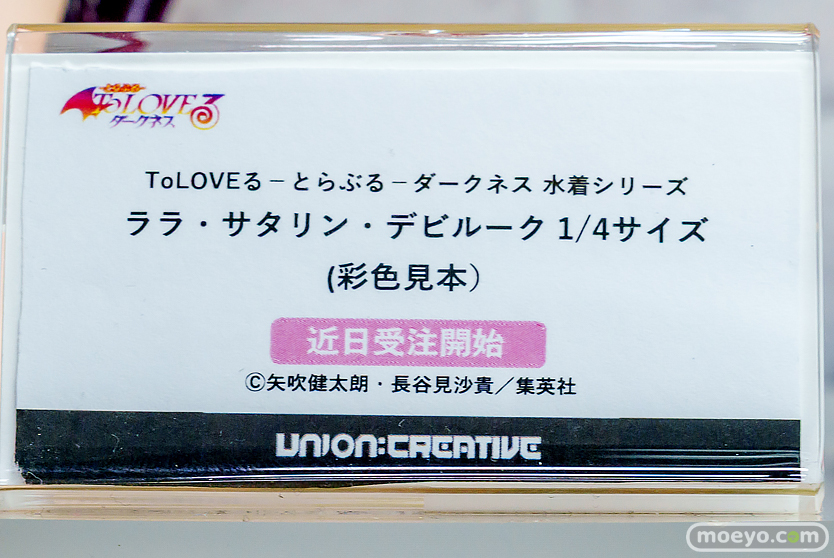 とらぶる
ToLOVEる
ダークネス
ToLOVEる－とらぶる－ダークネス 水着シリーズ
ララ・サタリン・デビルーク 1/4サイズ
(彩色見本）
近日受注開始
©矢吹健太朗・長谷見沙貴／集英社
UNION:CREATIVE
moeyo.com